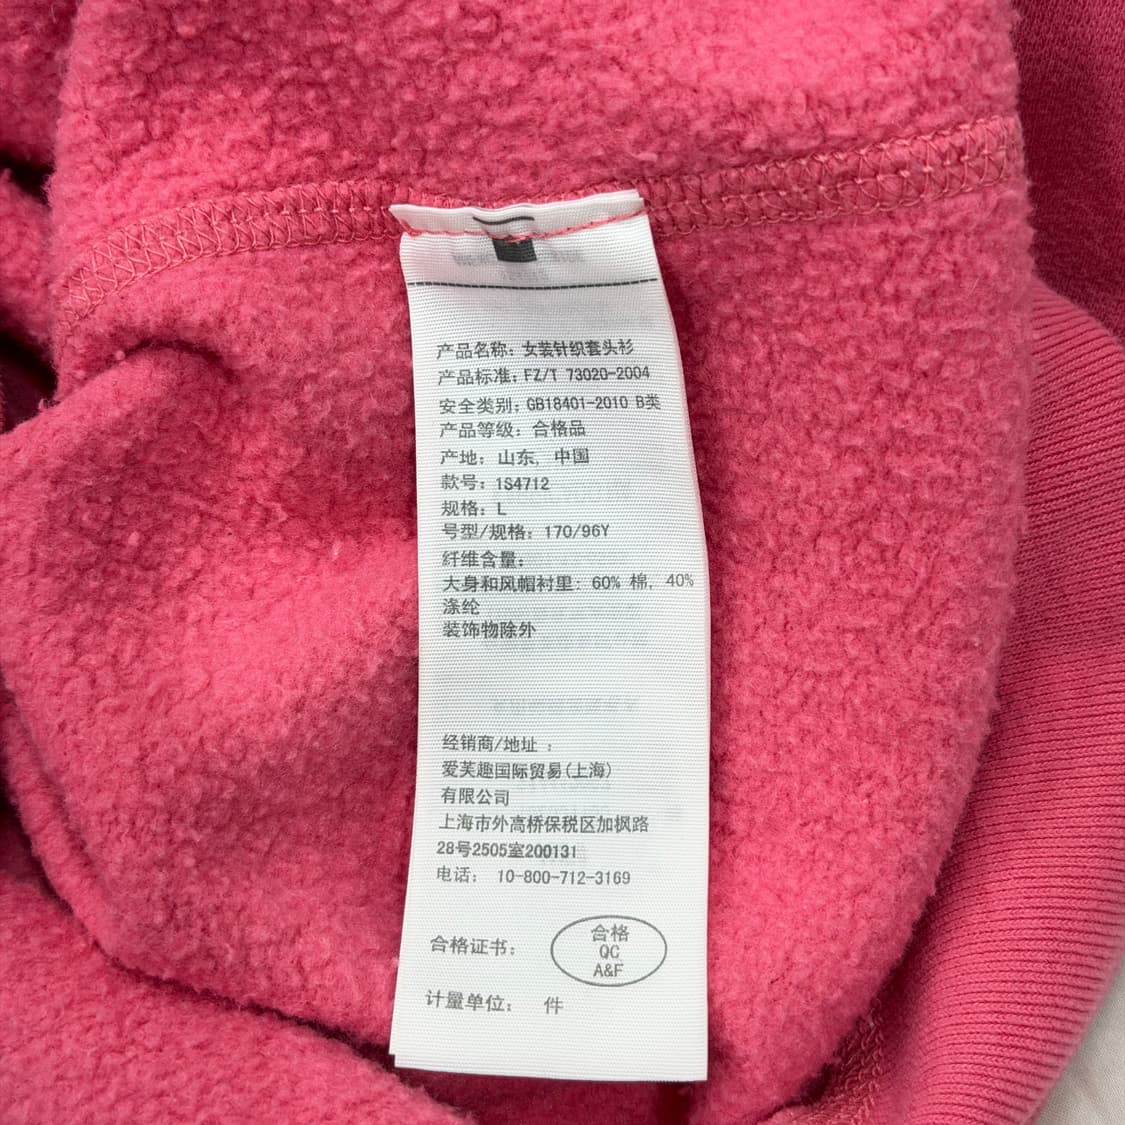 产品名称: 女装针织套头衫
产品标准: FZ/T 73020-2004
安全类别: GB18401-2010 B类
产品等级: 合格品
产地: 山东, 中国
款号: 1S4712
规格: L
号型/规格: 170/96Y
纤维含量:
大身和风帽衬里: 60% 棉, 40%
涤纶
装饰物除外
经销商/地址 :
爱芙趣国际贸易(上海)
有限公司
上海市外高桥保税区加枫路
28号2505室200131
电话: 10-800-712-3169
合格证书:
合格
QC
A&F
计量单位: 件